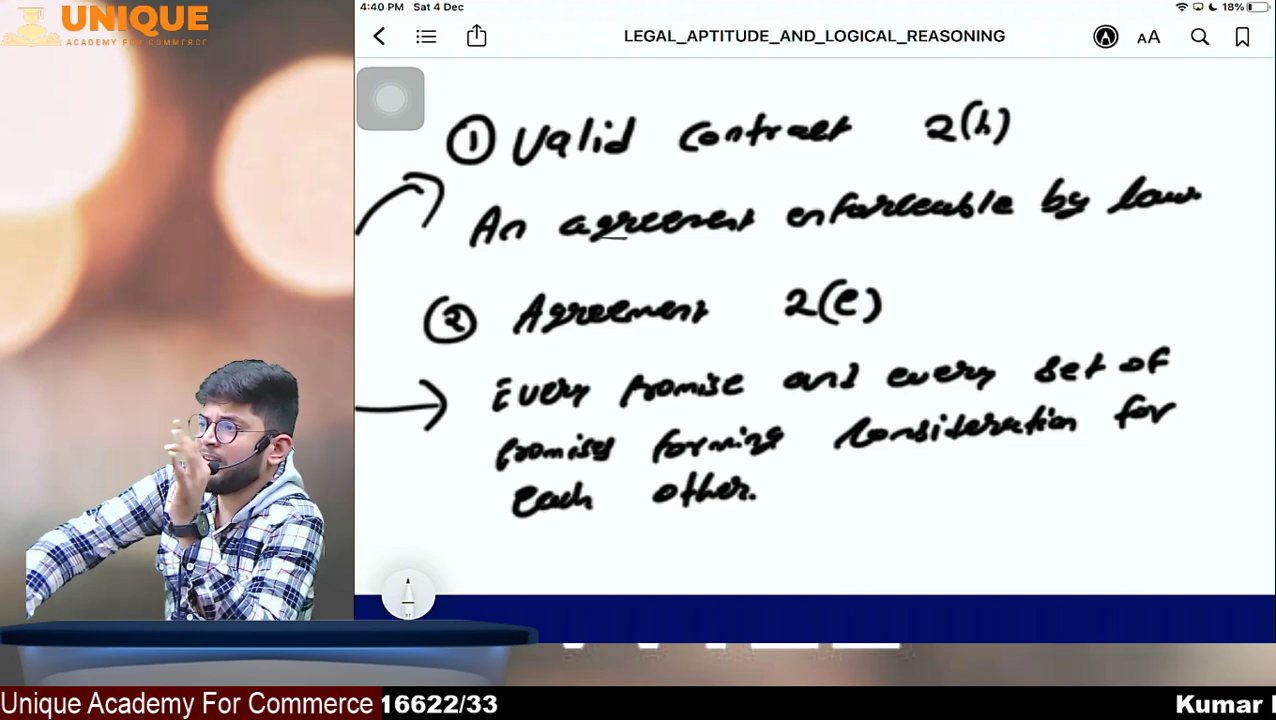 UNIQUE
ACADEMY FOR COMMERCE
4:40 PM Sat 4 Dec
18%
LEGAL_APTITUDE_AND_LOGICAL_REASONING
AA
① Valid contract 2(h)
An agreement enforceable by law.
② Agreement 2(e)
Every promise and every set of
promises forming consideration for
each other.
Unique Academy For Commerce 16622/33 Kumar